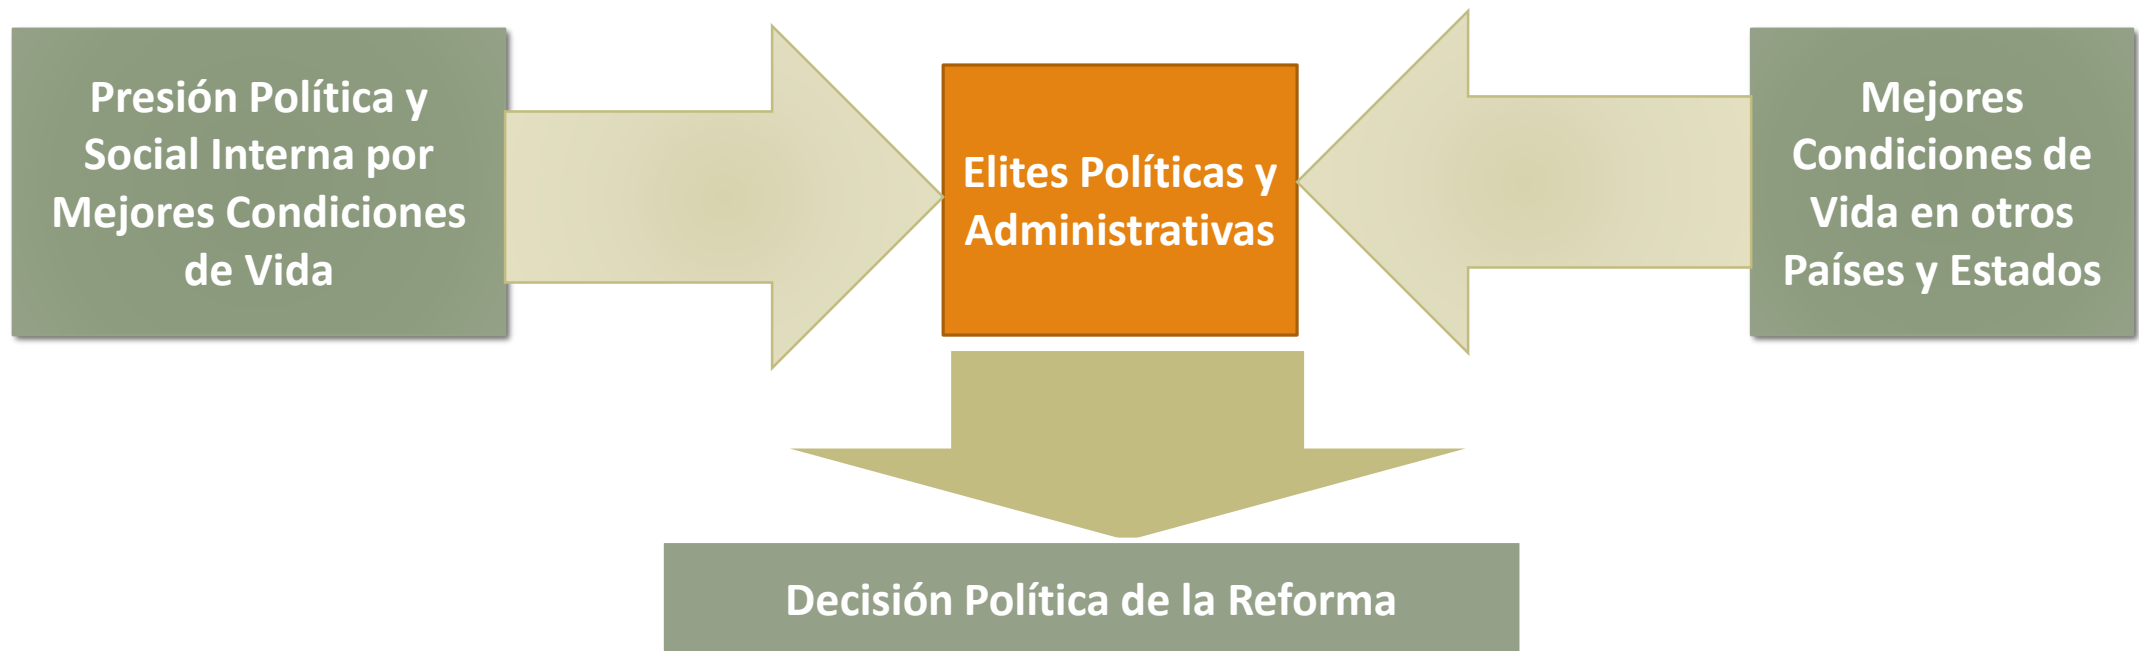 Presión Política y
Social Interna por
Mejores Condiciones
de Vida
Elites Políticas y
Administrativas
Mejores
Condiciones de
Vida en otros
Países y Estados
Decisión Política de la Reforma